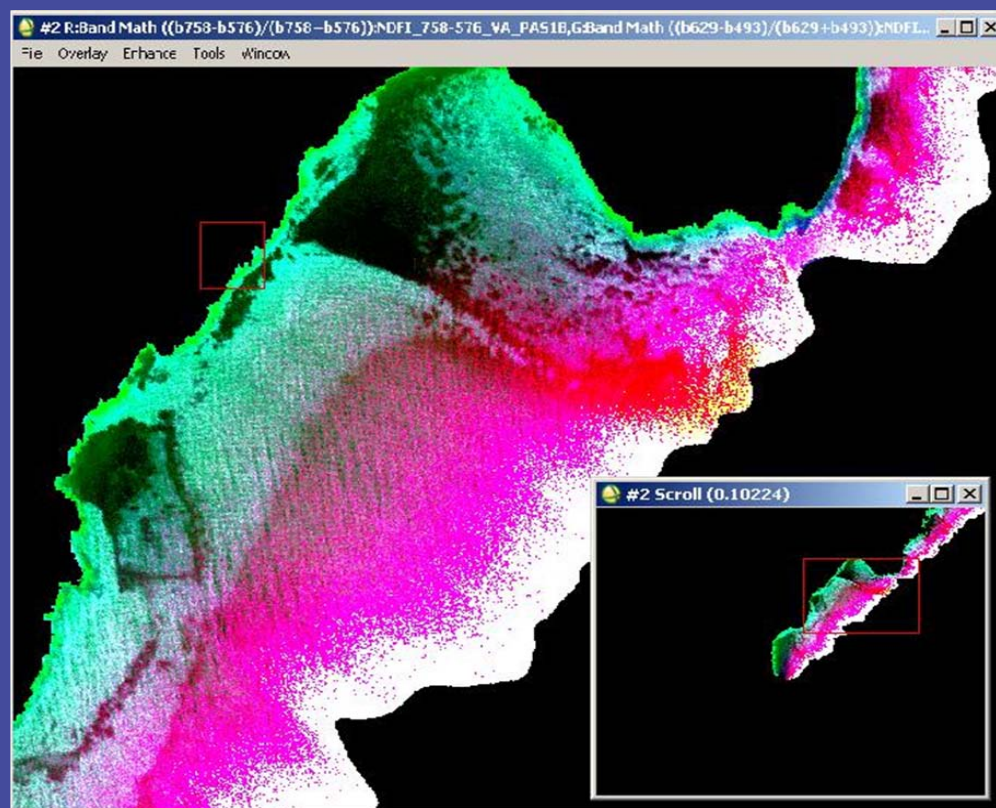 #2 R:Band Math ((b758-b576)/(b758-b576)):NDFI_758-576_VA_PAS1B,G:Band Math ((b629-b493)/(b629+b493)):NDFI...
File Overlay Enhance Tools Window
#2 Scroll (0.10224)